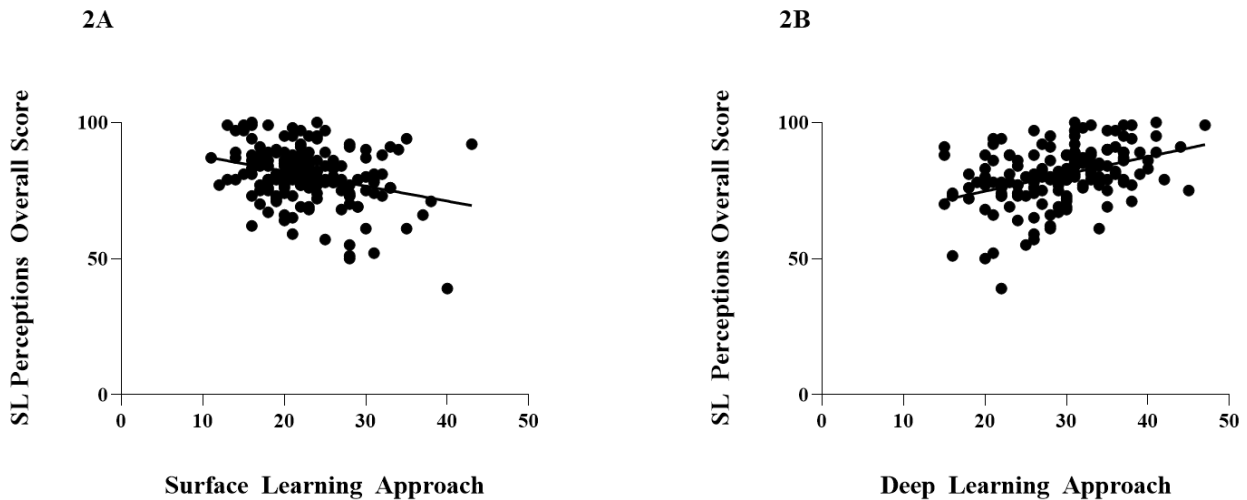 2A
SL Perceptions Overall Score
100
50
0
0 10 20 30 40 50
Surface Learning Approach
2B
SL Perceptions Overall Score
100
50
0
0 10 20 30 40 50
Deep Learning Approach